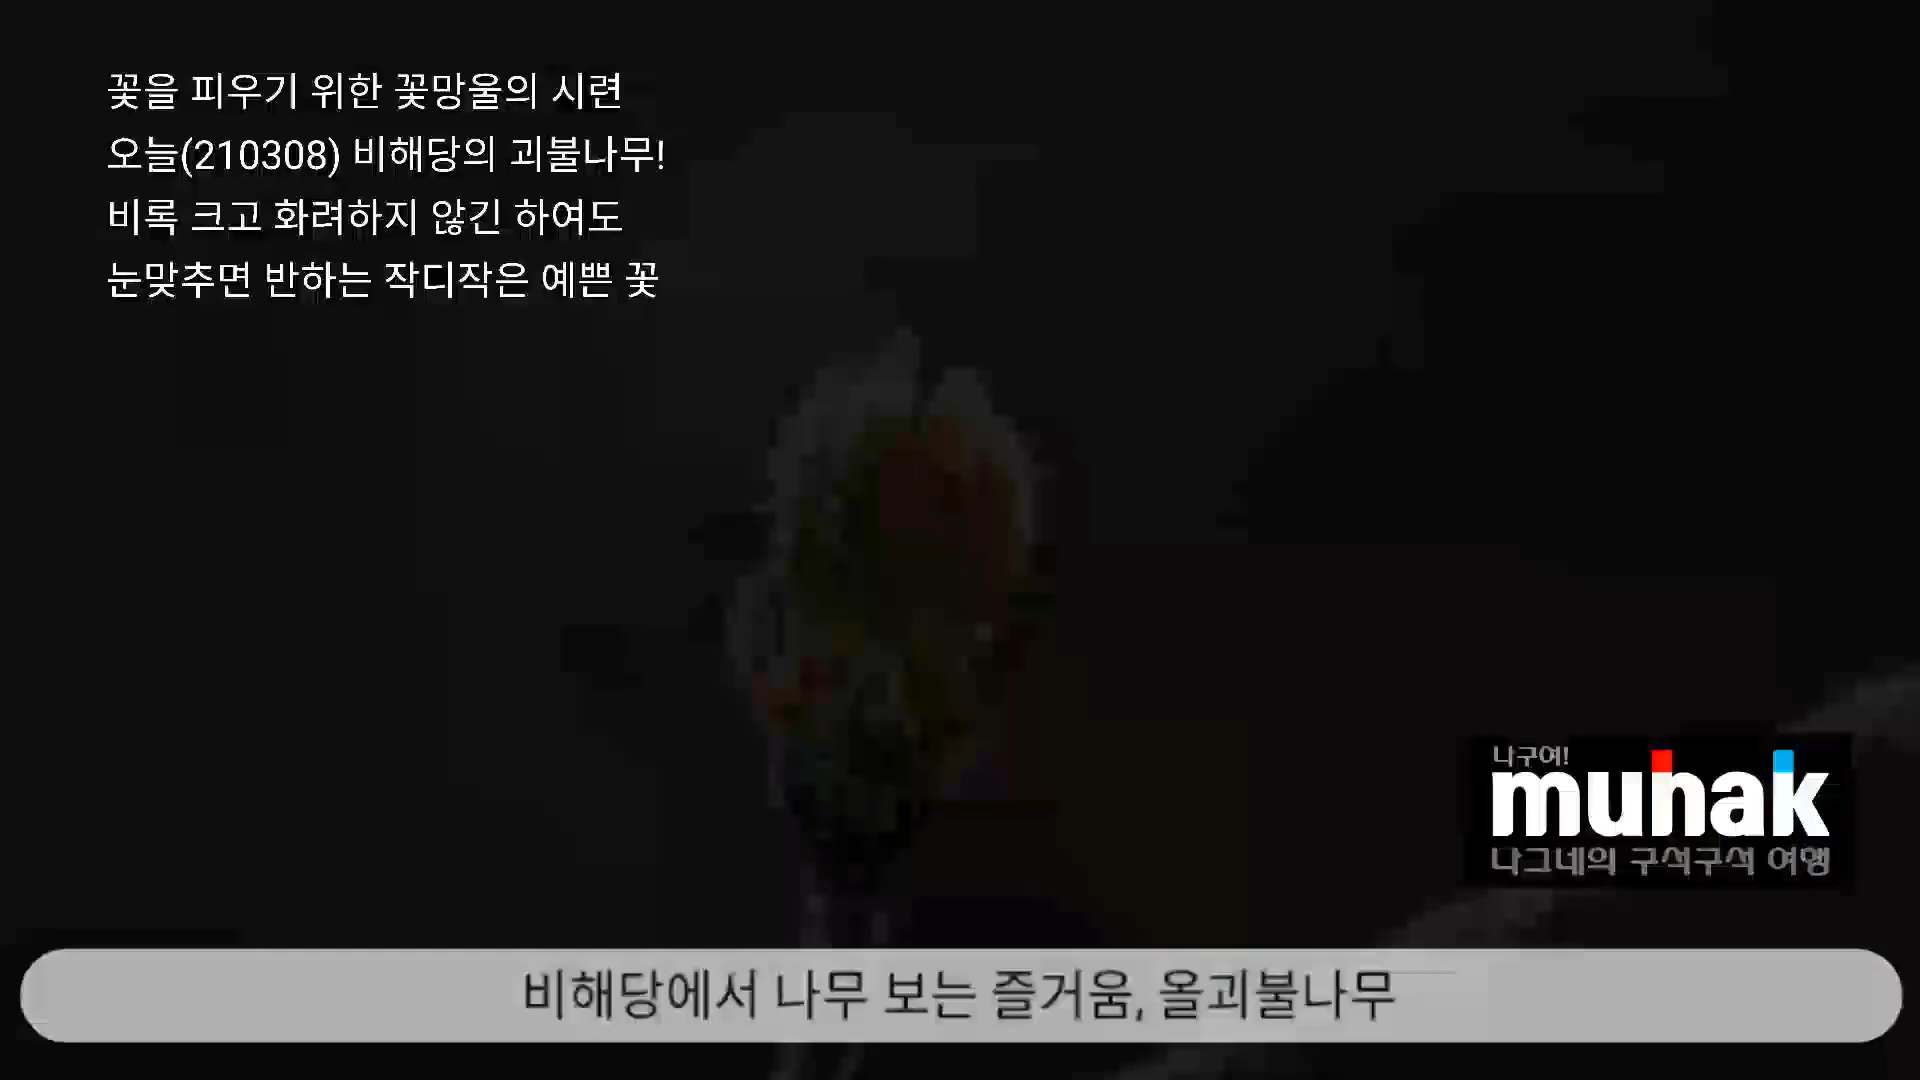 꽃을 피우기 위한 꽃망울의 시련
오늘(210308) 비해당의 괴불나무!
비록 크고 화려하지 않긴 하여도
눈맞추면 반하는 작디작은 예쁜 꽃
나구여!
munak
나그네의 구석구석 여행
비해당에서 나무 보는 즐거움, 올괴불나무